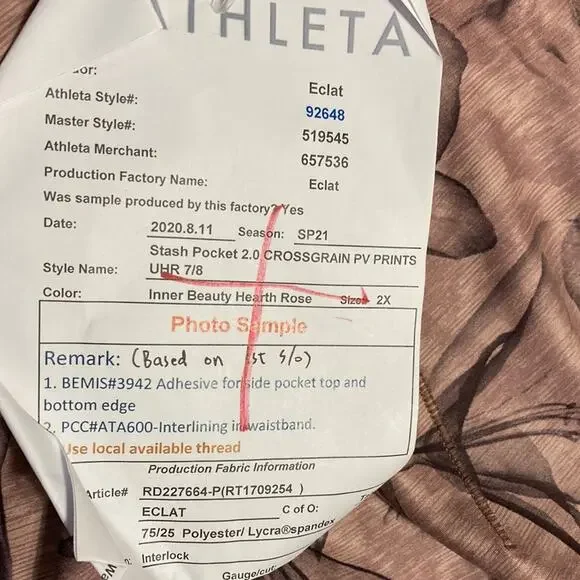 THLETA
dor:
Eclat
Athleta Style#: 92648
Master Style#: 519545
Athleta Merchant: 657536
Production Factory Name: Eclat
Was sample produced by this factory? Yes
Date: 2020.8.11 Season: SP21
Stash Pocket 2.0 CROSSGRAIN PV PRINTS
Style Name: UHR 7/8
Color: Inner Beauty Hearth Rose Size: 2X
Photo Sample
Remark: (Based on 1st s/o)
1. BEMIS#3942 Adhesive for side pocket top and
bottom edge
2. PCC#ATA600-Interlining in waistband.
Use local available thread
Production Fabric Information
Article# RD227664-P(RT1709254 )
ECLAT C of O:
75/25 Polyester/ Lycra®spandex
n: Interlock
Gauge/cut: